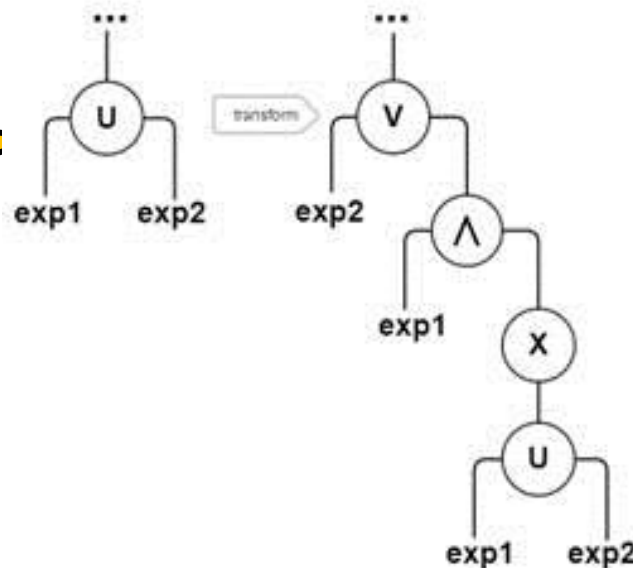 ... ...
U transform V
exp1 exp2 exp2
∧
exp1
X
U
exp1 exp2